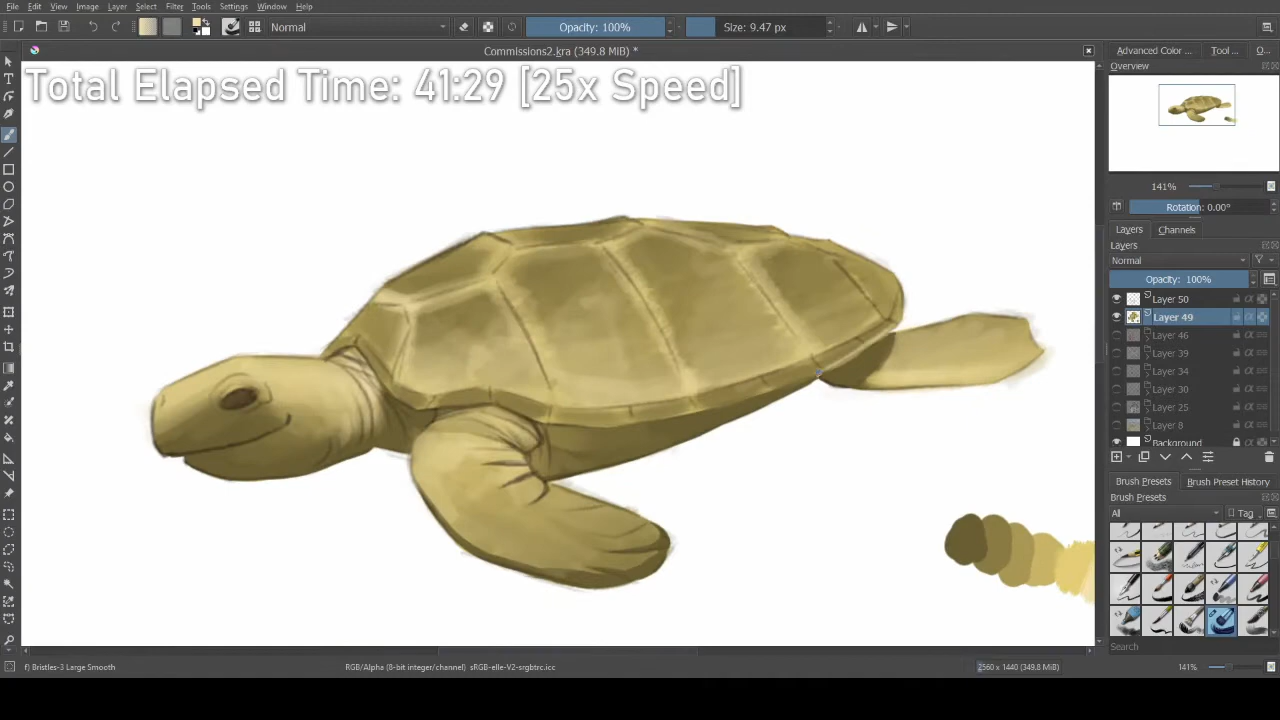 File Edit View Image Layer Select Filter Tools Settings Window Help
Normal Opacity: 100% Size: 9.47 px
Commissions2.kra (349.8 MiB) *
Total Elapsed Time: 41:29 [25x Speed]
Advanced Color ... Tool ... O...
Overview
141%
Rotation: 0.00°
Layers Channels
Layers
Normal
Opacity: 100%
Layer 50
Layer 49
Layer 46
Layer 39
Layer 34
Layer 30
Layer 25
Layer 8
Background
Brush Presets Brush Preset History
Brush Presets
All Tag
Search
f) Bristles-3 Large Smooth RGB/Alpha (8-bit integer/channel) sRGB-elle-V2-srgbtrc.icc 2560 x 1440 (349.8 MiB) 141%